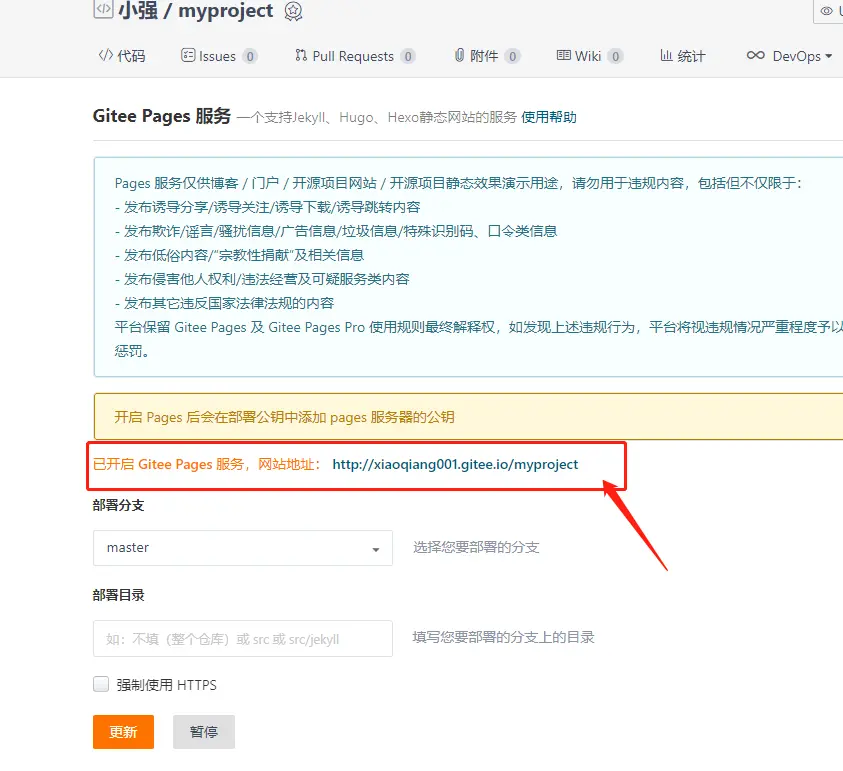 小强 / myproject
代码 Issues 0 Pull Requests 0 附件 0 Wiki 0 统计 DevOps
Gitee Pages 服务 一个支持Jekyll、Hugo、Hexo静态网站的服务 使用帮助
Pages 服务仅供博客 / 门户 / 开源项目网站 / 开源项目静态效果演示用途，请勿用于违规内容，包括但不仅限于：
- 发布诱导分享/诱导关注/诱导下载/诱导跳转内容
- 发布欺诈/谣言/骚扰信息/广告信息/垃圾信息/特殊识别码、口令类信息
- 发布低俗内容/“宗教性捐献”及相关信息
- 发布侵害他人权利/违法经营及可疑服务类内容
- 发布其它违反国家法律法规的内容
平台保留 Gitee Pages 及 Gitee Pages Pro 使用规则最终解释权，如发现上述违规行为，平台将视违规情况严重程度予以
惩罚。
开启 Pages 后会在部署公钥中添加 pages 服务器的公钥
已开启 Gitee Pages 服务，网站地址： http://xiaoqiang001.gitee.io/myproject
部署分支
master 选择您要部署的分支
部署目录
如：不填（整个仓库）或 src 或 src/jekyll 填写您要部署的分支上的目录
强制使用 HTTPS
更新 暂停